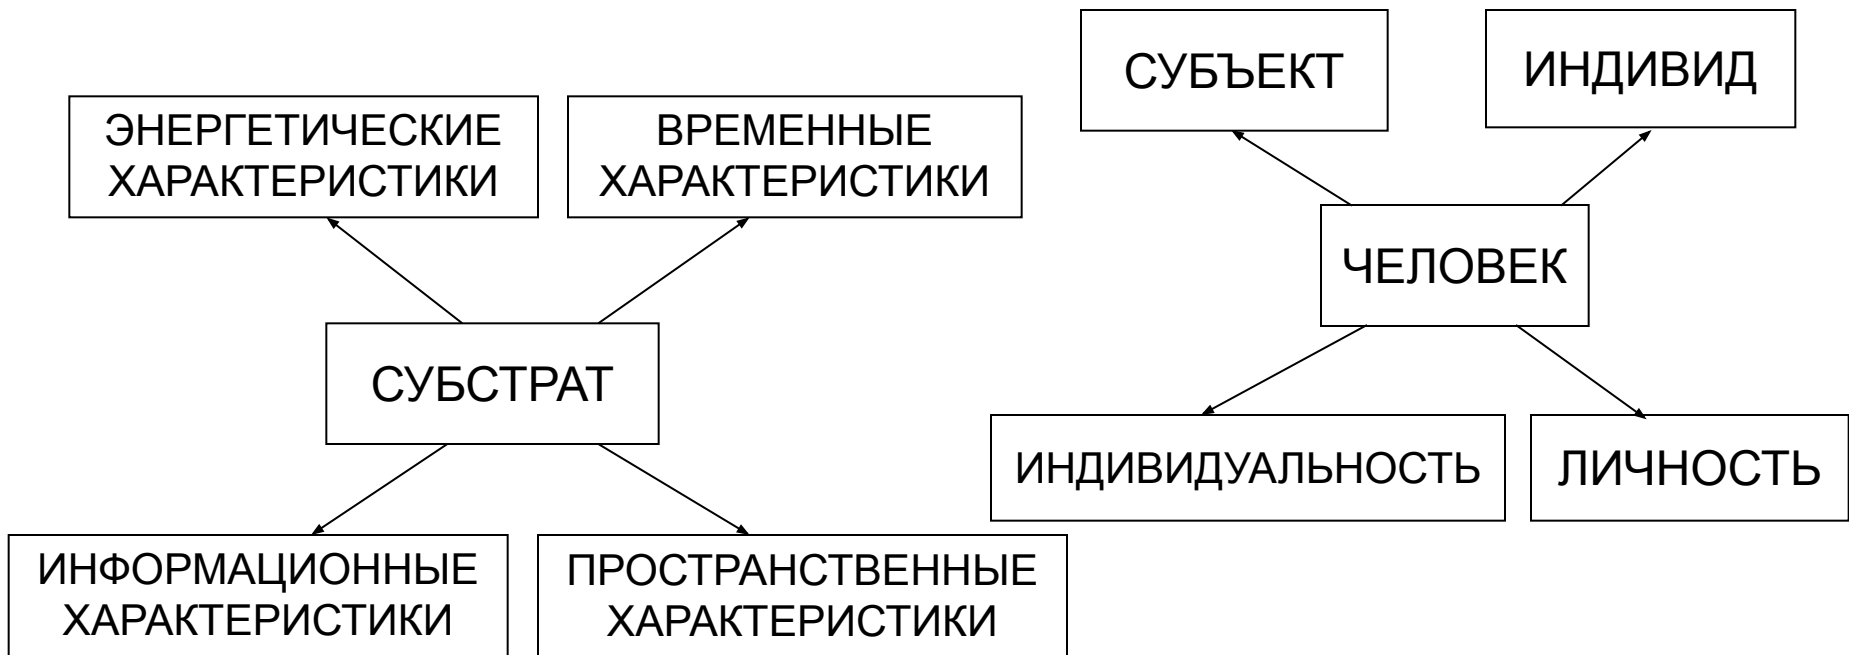 ЭНЕРГЕТИЧЕСКИЕ
ХАРАКТЕРИСТИКИ
ВРЕМЕННЫЕ
ХАРАКТЕРИСТИКИ
СУБСТРАТ
ИНФОРМАЦИОННЫЕ
ХАРАКТЕРИСТИКИ
ПРОСТРАНСТВЕННЫЕ
ХАРАКТЕРИСТИКИ
СУБЪЕКТ
ИНДИВИД
ЧЕЛОВЕК
ИНДИВИДУАЛЬНОСТЬ
ЛИЧНОСТЬ